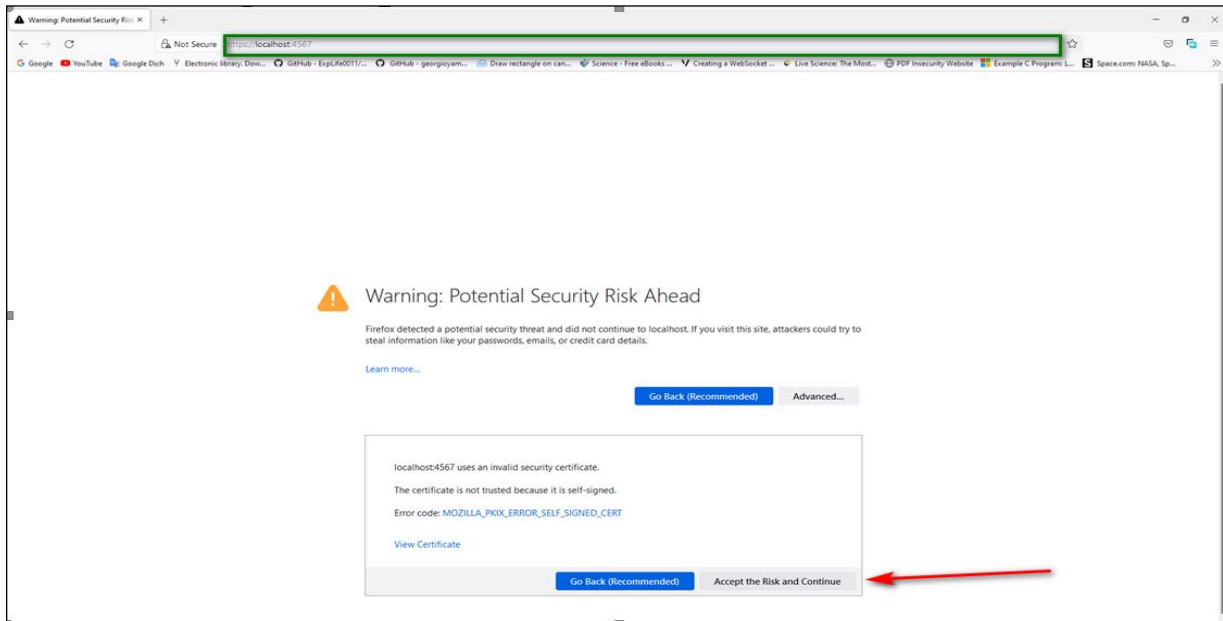 Warning: Potential Security Ris
Not Secure https://localhost:4567
Google YouTube Google Dich Electronic library. Dow... GitHub - ExpLife0011/... GitHub - georgioyam... Draw rectangle on can... Science - Free eBooks ... Creating a WebSocket ... Live Science: The Most... PDF Insecurity Website Example C Program: L... Space.com: NASA, Sp...
Warning: Potential Security Risk Ahead
Firefox detected a potential security threat and did not continue to localhost. If you visit this site, attackers could try to
steal information like your passwords, emails, or credit card details.
Learn more...
Go Back (Recommended) Advanced...
localhost:4567 uses an invalid security certificate.
The certificate is not trusted because it is self-signed.
Error code: MOZILLA_PKIX_ERROR_SELF_SIGNED_CERT
View Certificate
Go Back (Recommended) Accept the Risk and Continue